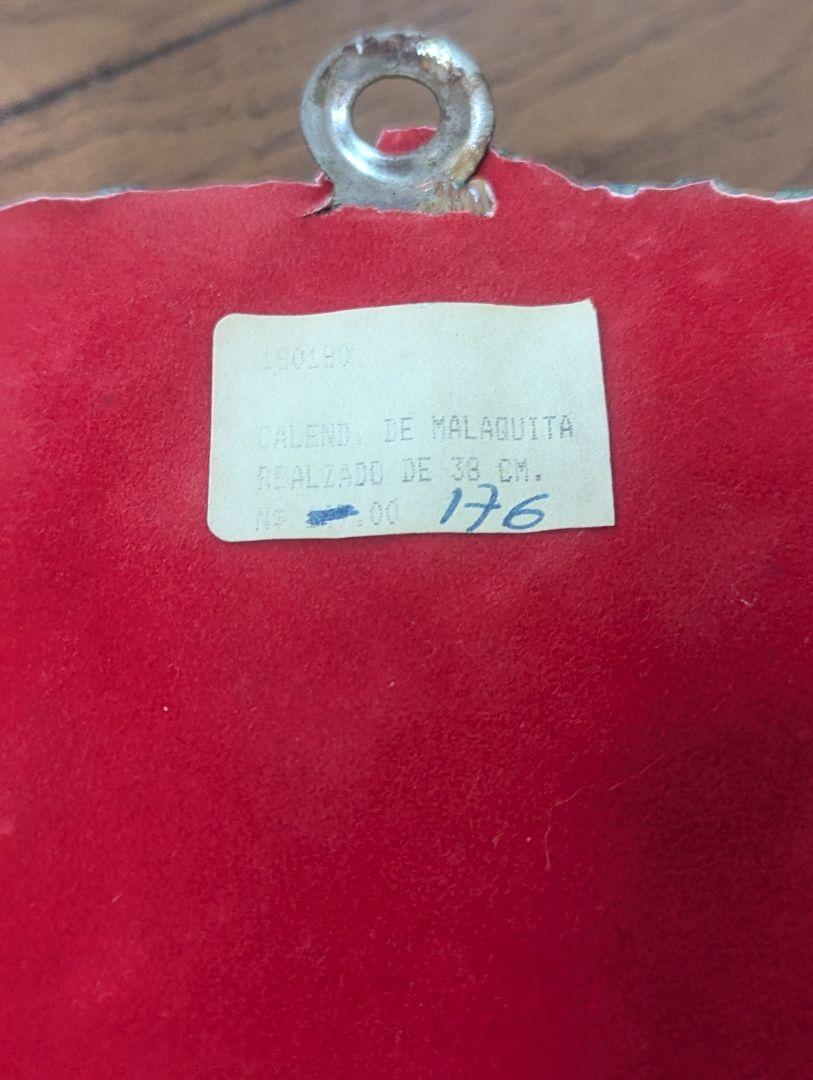 180180
CALEND. DE MALAQUITA
REALZADO DE 38 CM.
N$ .00 176